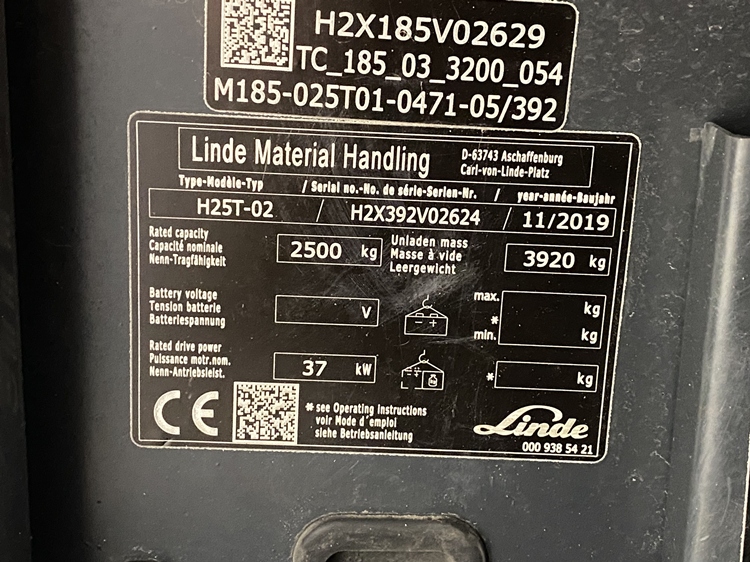 H2X185V02629
TC_185_03_3200_054
M185-025T01-0471-05/392
Linde Material Handling
D-63743 Aschaffenburg
Carl-von-Linde-Platz
Type-Modèle-Typ / Serial no.-No. de série-Serien-Nr. / year-année-Baujahr
H25T-02 / H2X392V02624 / 11/2019
Rated capacity
Capacité nominale
Nenn-Tragfähigkeit
2500 kg
Unladen mass
Masse à vide
Leergewicht
3920 kg
Battery voltage
Tension batterie
Batteriespannung
V
- +
max. kg
*
min. kg
Rated drive power
Puissance motr.nom.
Nenn-Antriebsleist.
37 kW
- +
* kg
CE
* see Operating Instructions
voir Mode d'emploi
siehe Betriebsanleitung
Linde
000 938 54 21